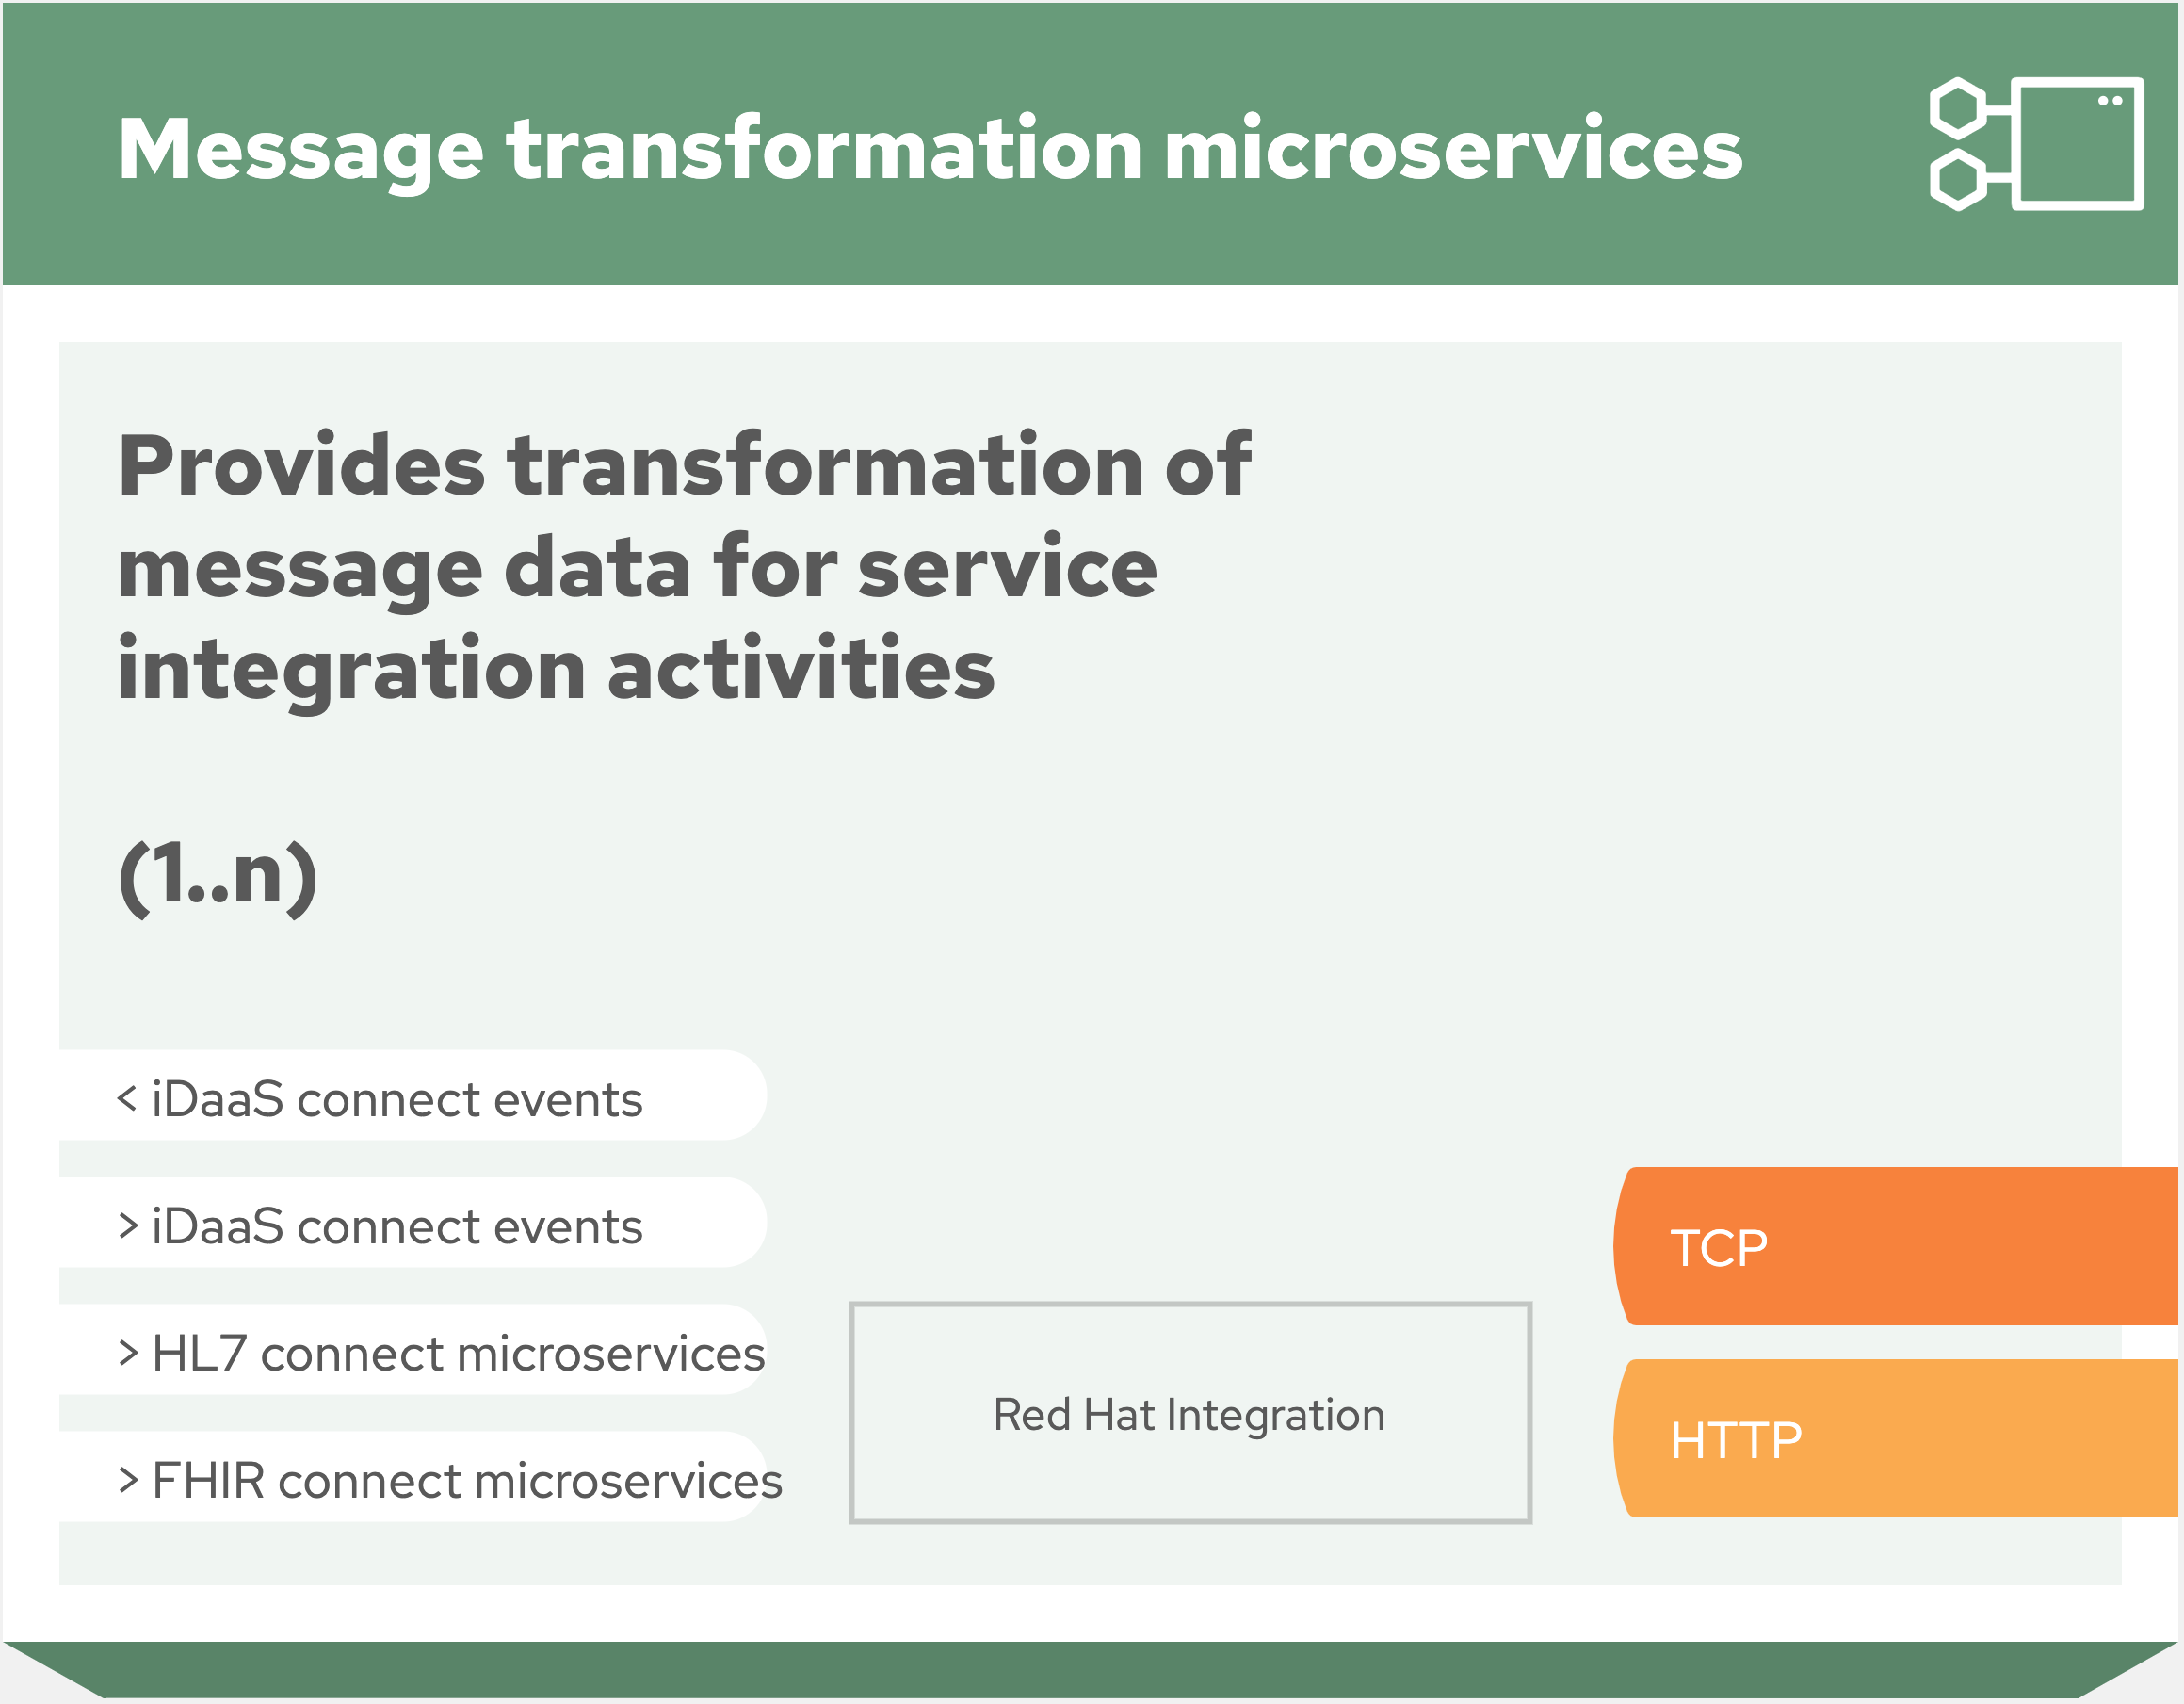 Message transformation microservices
Provides transformation of
message data for service
integration activities
(1..n)
< iDaaS connect events
> iDaaS connect events
> HL7 connect microservices
> FHIR connect microservices
Red Hat Integration
TCP
HTTP